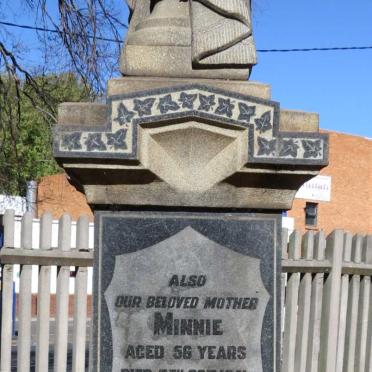 ALSO
OUR BELOVED MOTHER
MINNIE
AGED 56 YEARS